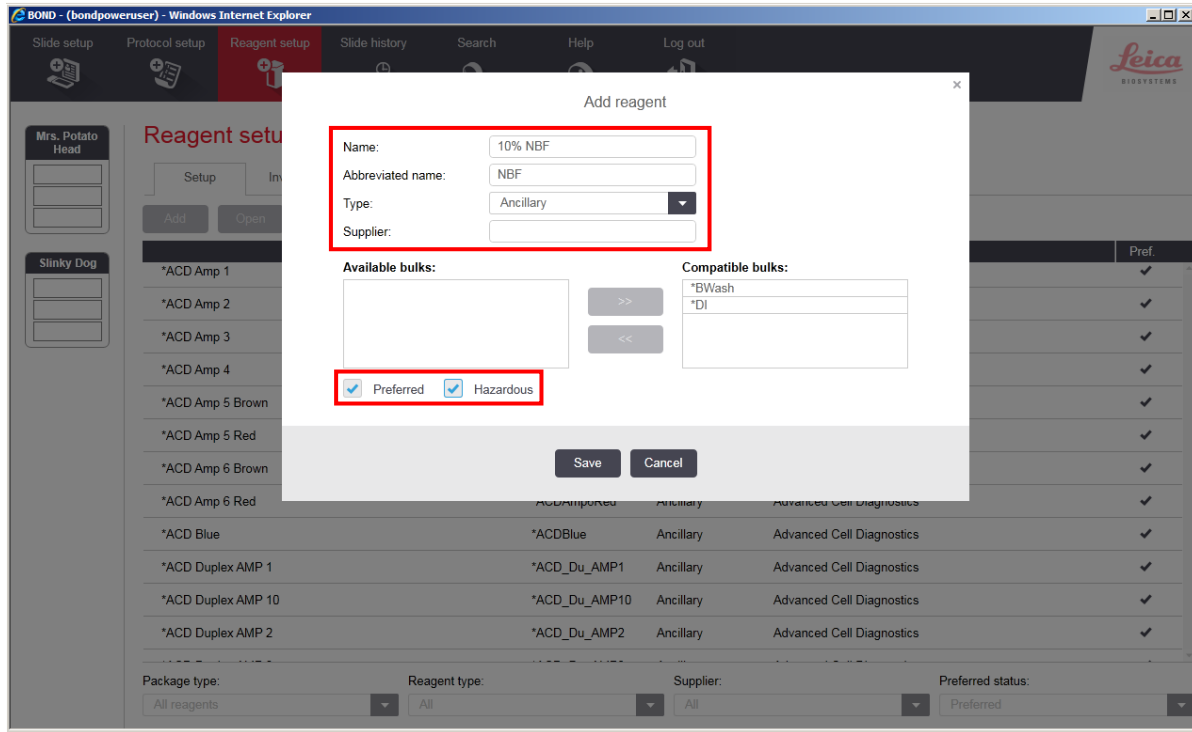 BOND - (bondpoweruser) - Windows Internet Explorer
Slide setup Protocol setup Reagent setup Slide history Search Help Log out
Leica
BIOSYSTEMS
Mrs. Potato Head
Slinky Dog
Reagent setu
Setup
Add Open
Pref.
Add reagent
Name: 10% NBF
Abbreviated name: NBF
Type: Ancillary
Supplier:
Available bulks: Compatible bulks:
*BWash
*DI
>>
<<
Preferred Hazardous
Save Cancel
*ACD Amp 1
*ACD Amp 2
*ACD Amp 3
*ACD Amp 4
*ACD Amp 5 Brown
*ACD Amp 5 Red
*ACD Amp 6 Brown
*ACD Amp 6 Red Ancillary Advanced Cell Diagnostics
*ACD Blue *ACDBlue Ancillary Advanced Cell Diagnostics
*ACD Duplex AMP 1 *ACD_Du_AMP1 Ancillary Advanced Cell Diagnostics
*ACD Duplex AMP 10 *ACD_Du_AMP10 Ancillary Advanced Cell Diagnostics
*ACD Duplex AMP 2 *ACD_Du_AMP2 Ancillary Advanced Cell Diagnostics
Package type: Reagent type: Supplier: Preferred status:
All reagents All All Preferred